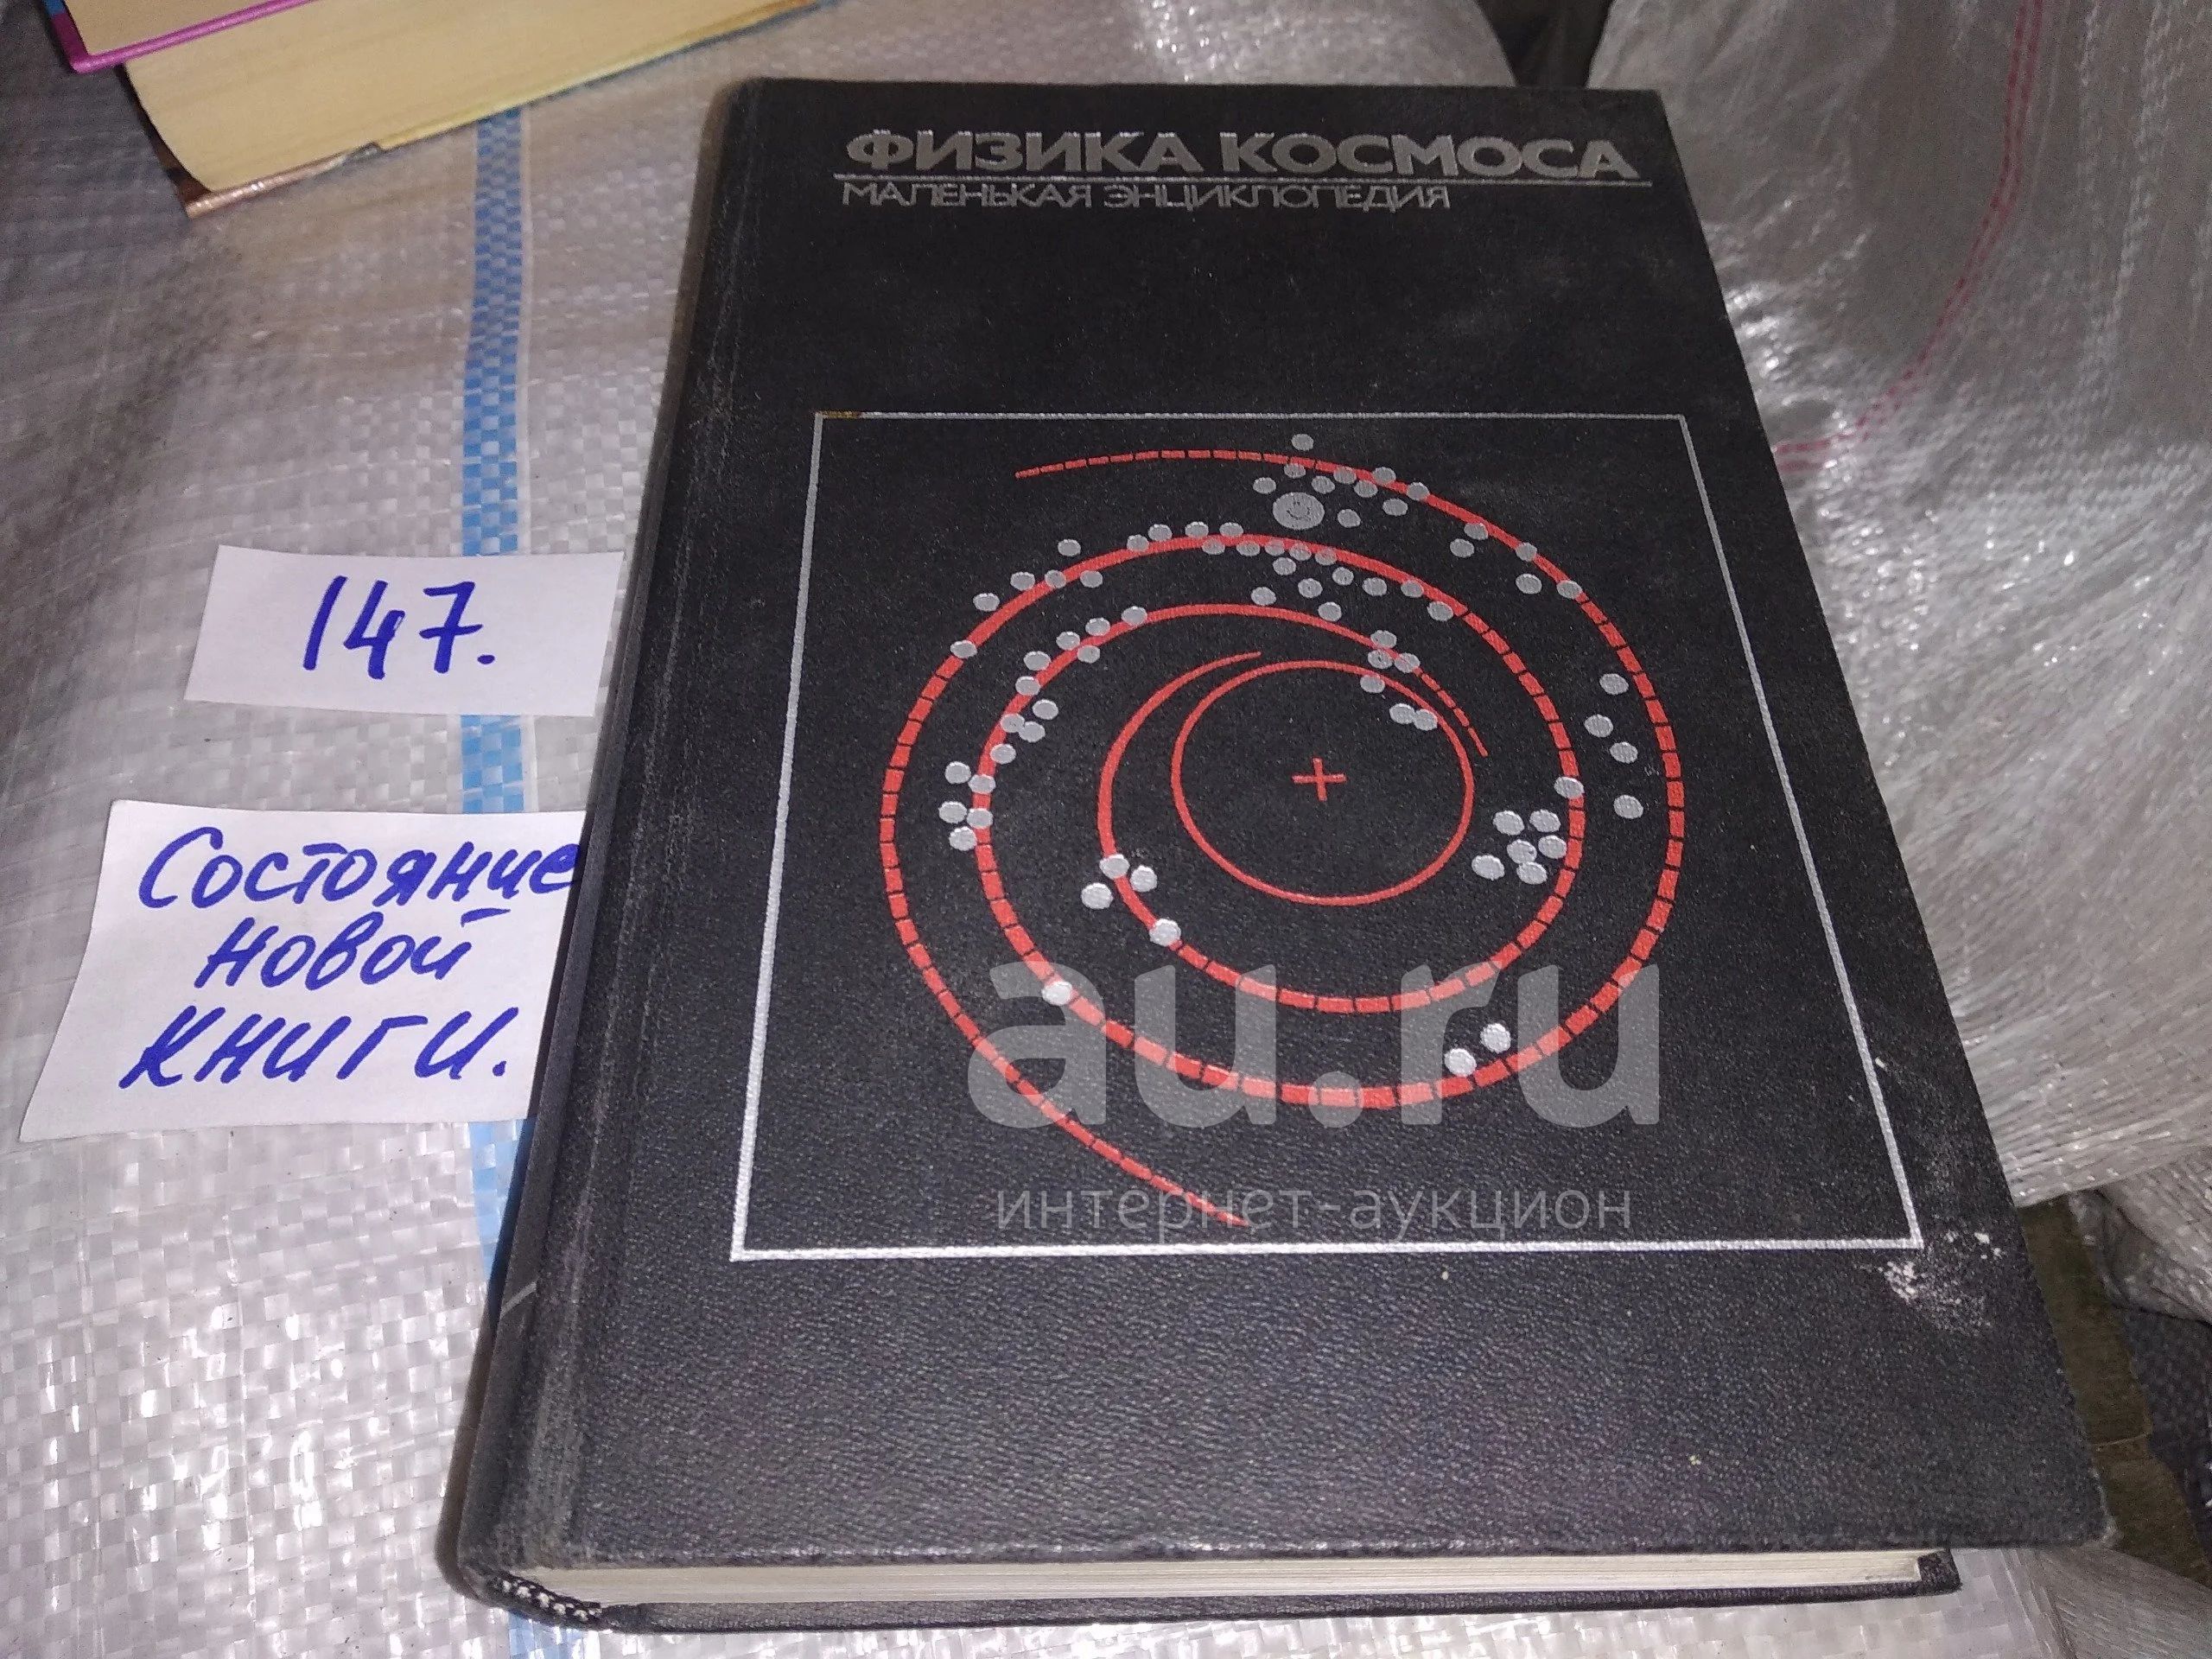 ФИЗИКА КОСМОСА
МАЛЕНЬКАЯ ЭНЦИКЛОПЕДИЯ
147.
Состояние
новой
книги.
au.ru
интернет-аукцион